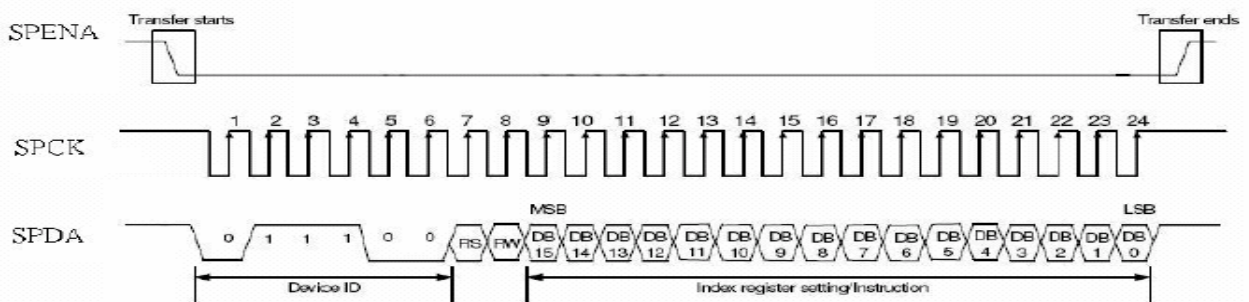 Transfer starts
Transfer ends
SPENA
1 2 3 4 5 6 7 8 9 10 11 12 13 14 15 16 17 18 19 20 21 22 23 24
SPCK
MSB
LSB
SPDA
0 1 1 1 0 0 RS RW DB 15 DB 14 DB 13 DB 12 DB 11 DB 10 DB 9 DB 8 DB 7 DB 6 DB 5 DB 4 DB 3 DB 2 DB 1 DB 0
Device ID
Index register setting/Instruction